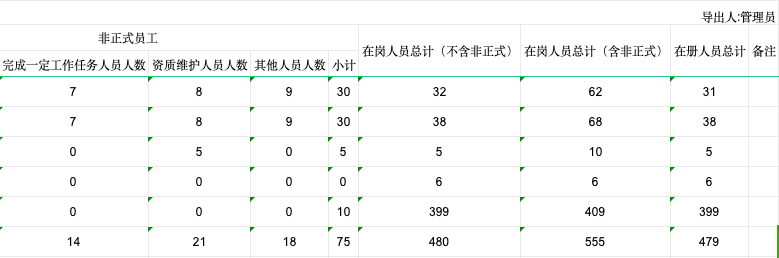 导出人:管理员
非正式员工
在岗人员总计（不含非正式） 在岗人员总计（含非正式） 在册人员总计 备注
完成一定工作任务人员人数 资质维护人员人数 其他人员人数 小计
7 8 9 30 32 62 31
7 8 9 30 38 68 38
0 5 0 5 5 10 5
0 0 0 0 6 6 6
0 0 0 10 399 409 399
14 21 18 75 480 555 479